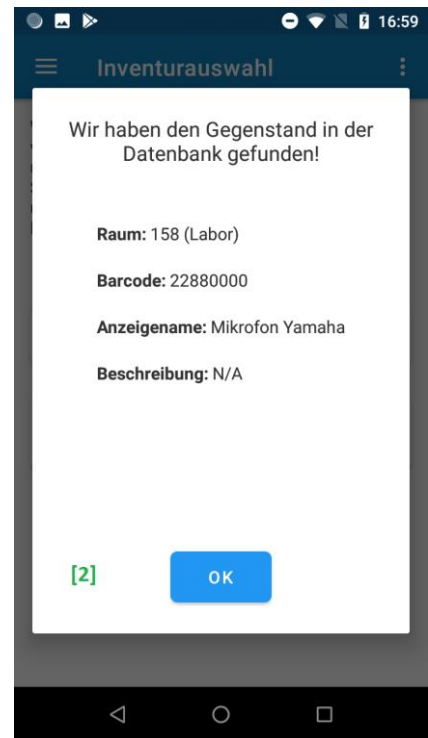 16:59
Inventurauswahl
Wir haben den Gegenstand in der
Datenbank gefunden!
Raum: 158 (Labor)
Barcode: 22880000
Anzeigename: Mikrofon Yamaha
Beschreibung: N/A
[2]
OK